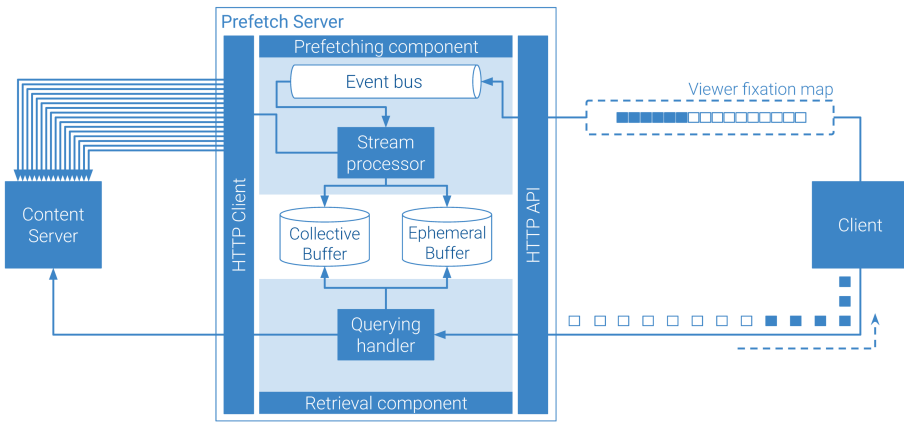 Prefetch Server
Prefetching component
Event bus
Viewer fixation map
Stream
processor
Content
Server
HTTP Client
Collective
Buffer
Ephemeral
Buffer
HTTP API
Client
Querying
handler
Retrieval component